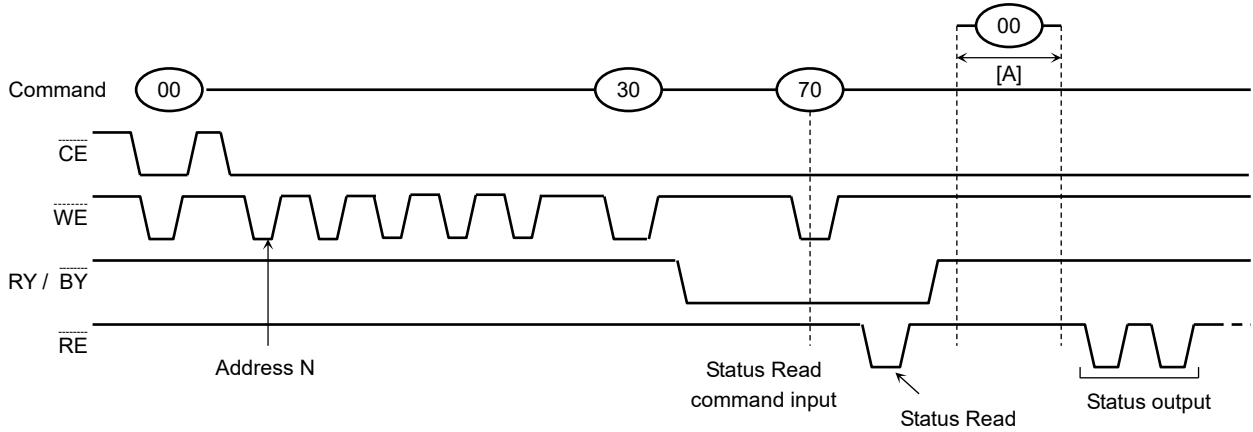 00
[A]
Command 00 30 70
CE
WE
RY / BY
RE
Address N
Status Read
command input
Status Read
Status output